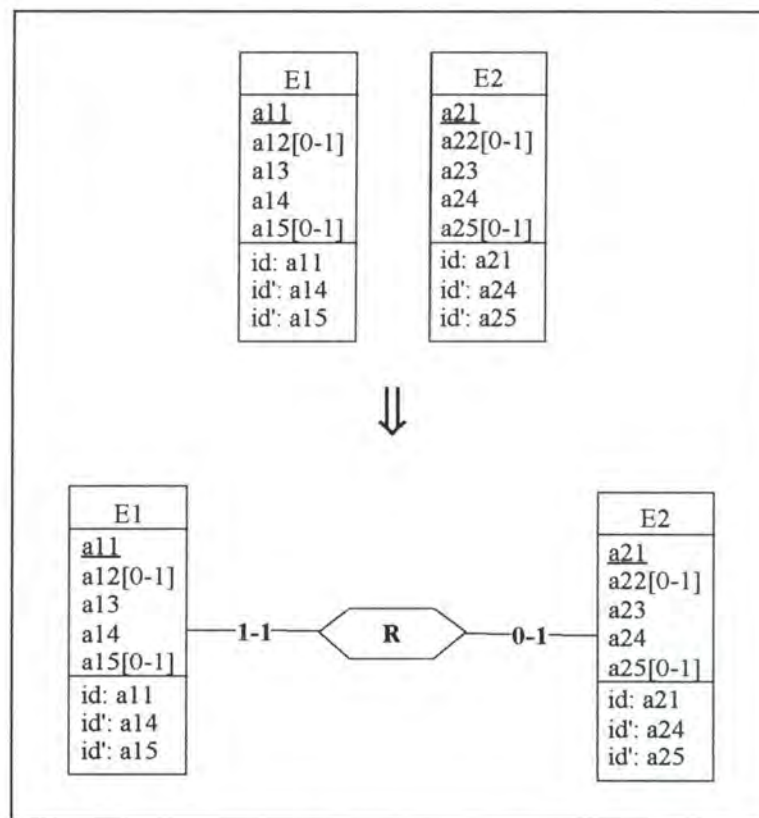 E1
a11
a12[0-1]
a13
a14
a15[0-1]
id: a11
id': a14
id': a15
E2
a21
a22[0-1]
a23
a24
a25[0-1]
id: a21
id': a24
id': a25
⇓
E1
a11
a12[0-1]
a13
a14
a15[0-1]
id: a11
id': a14
id': a15
1-1
R
0-1
E2
a21
a22[0-1]
a23
a24
a25[0-1]
id: a21
id': a24
id': a25